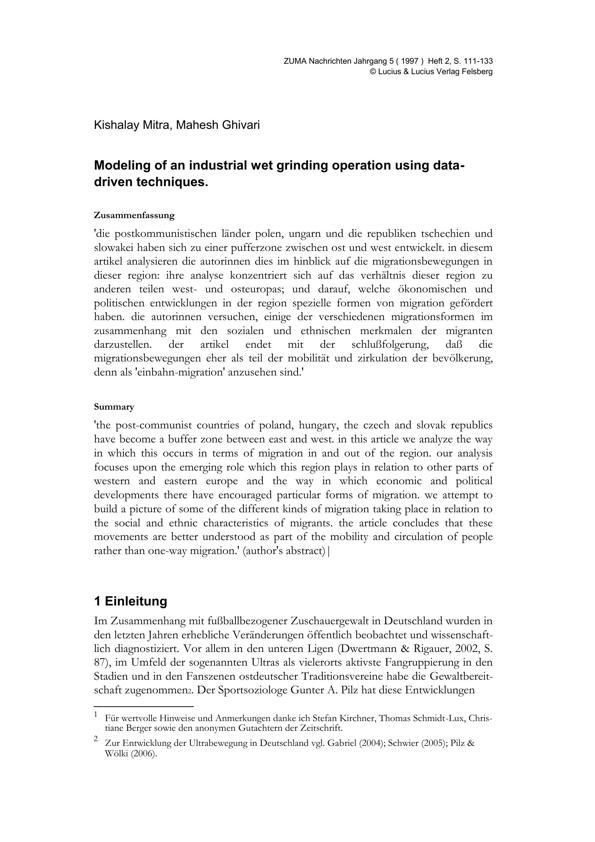 ZUMA Nachrichten Jahrgang 5 ( 1997 ) Heft 2, S. 111-133
© Lucius & Lucius Verlag Felsberg
Kishalay Mitra, Mahesh Ghivari
Modeling of an industrial wet grinding operation using data-
driven techniques.
Zusammenfassung
'die postkommunistischen länder polen, ungarn und die republiken tschechien und
slowakei haben sich zu einer pufferzone zwischen ost und west entwickelt. in diesem
artikel analysieren die autorinnen dies im hinblick auf die migrationsbewegungen in
dieser region: ihre analyse konzentriert sich auf das verhältnis dieser region zu
anderen teilen west- und osteuropas; und darauf, welche ökonomischen und
politischen entwicklungen in der region spezielle formen von migration gefördert
haben. die autorinnen versuchen, einige der verschiedenen migrationsformen im
zusammenhang mit den sozialen und ethnischen merkmalen der migranten
darzustellen. der artikel endet mit der schlußfolgerung, daß die
migrationsbewegungen eher als teil der mobilität und zirkulation der bevölkerung,
denn als 'einbahn-migration' anzusehen sind.'
Summary
'the post-communist countries of poland, hungary, the czech and slovak republics
have become a buffer zone between east and west. in this article we analyze the way
in which this occurs in terms of migration in and out of the region. our analysis
focuses upon the emerging role which this region plays in relation to other parts of
western and eastern europe and the way in which economic and political
developments there have encouraged particular forms of migration. we attempt to
build a picture of some of the different kinds of migration taking place in relation to
the social and ethnic characteristics of migrants. the article concludes that these
movements are better understood as part of the mobility and circulation of people
rather than one-way migration.' (author's abstract)|
1 Einleitung
Im Zusammenhang mit fußballbezogener Zuschauergewalt in Deutschland wurden in
den letzten Jahren erhebliche Veränderungen öffentlich beobachtet und wissenschaft-
lich diagnostiziert. Vor allem in den unteren Ligen (Dwertmann & Rigauer, 2002, S.
87), im Umfeld der sogenannten Ultras als vielerorts aktivste Fangruppierung in den
Stadien und in den Fanszenen ostdeutscher Traditionsvereine habe die Gewaltbereit-
schaft zugenommen2. Der Sportsoziologe Gunter A. Pilz hat diese Entwicklungen
1 Für wertvolle Hinweise und Anmerkungen danke ich Stefan Kirchner, Thomas Schmidt-Lux, Chris-
tiane Berger sowie den anonymen Gutachtern der Zeitschrift.
2 Zur Entwicklung der Ultrabewegung in Deutschland vgl. Gabriel (2004); Schwier (2005); Pilz &
Wölki (2006).